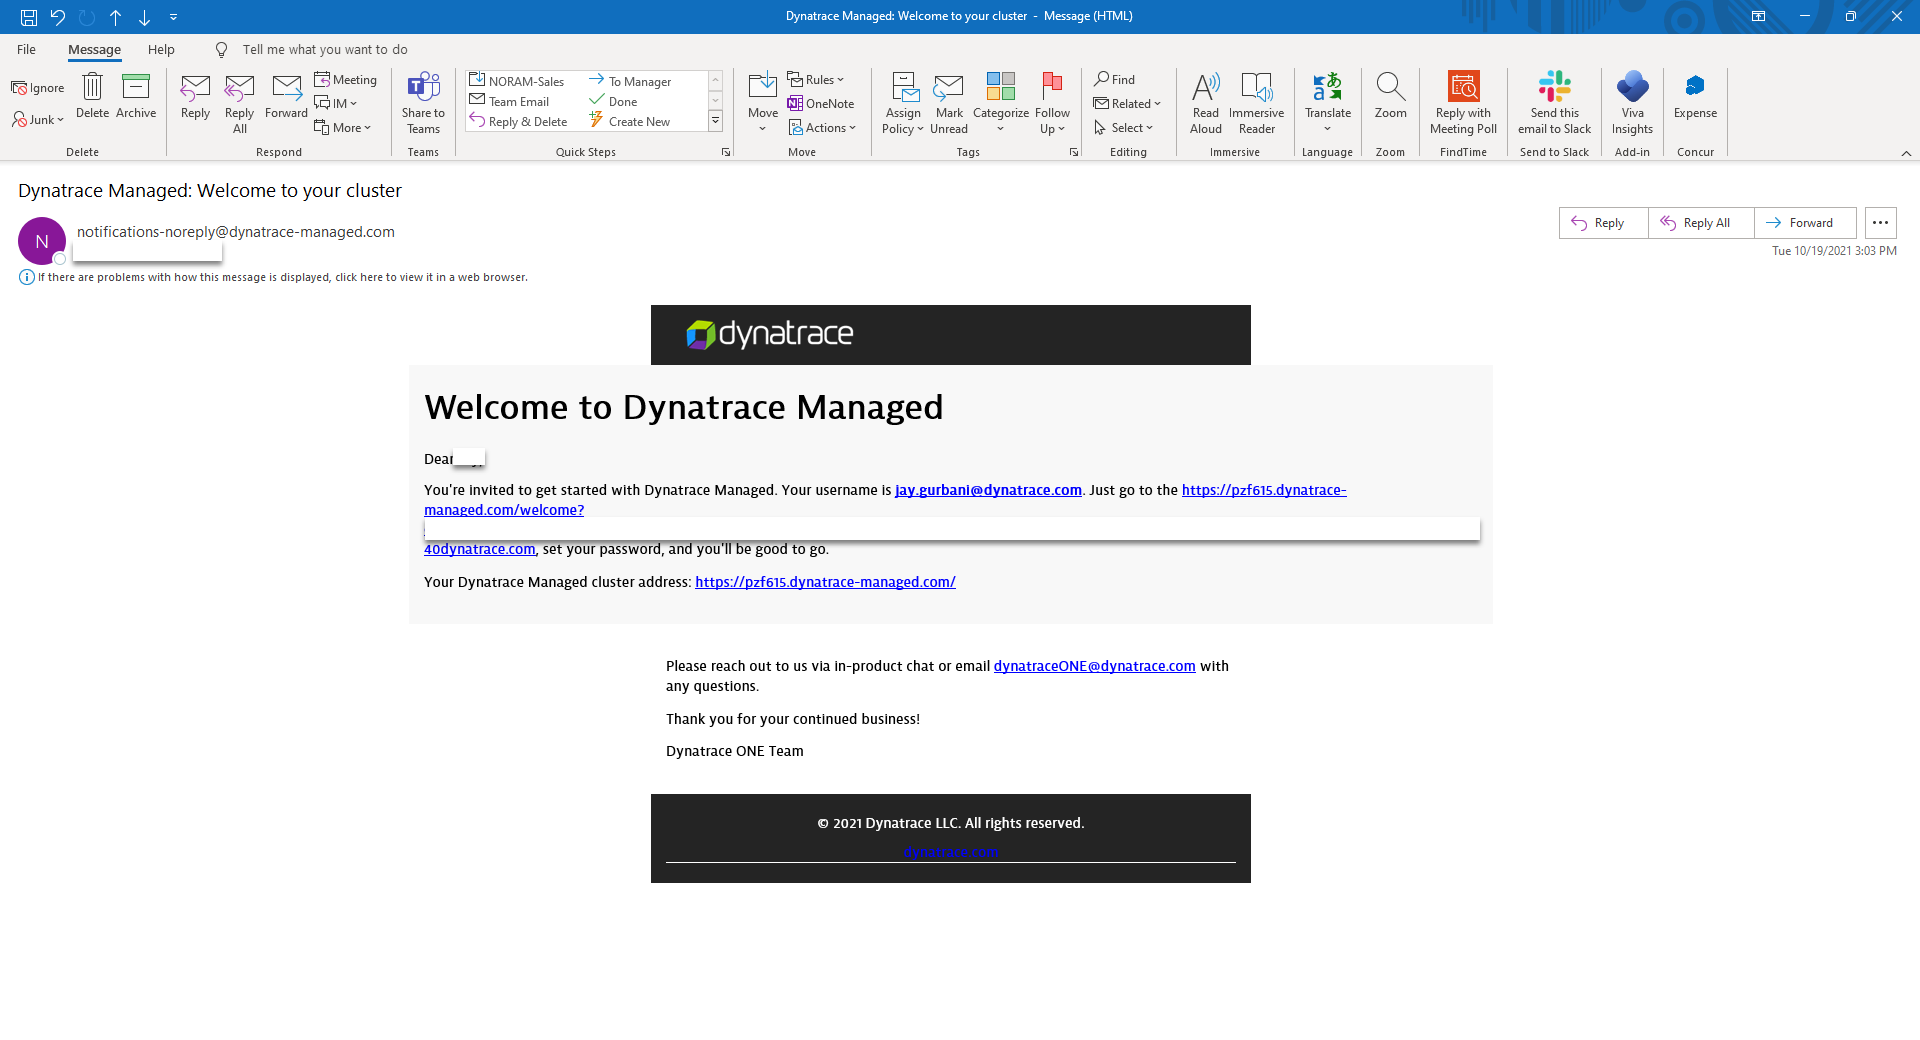 Dynatrace Managed: Welcome to your cluster - Message (HTML)
File Message Help Tell me what you want to do
Ignore
Junk
Delete
Archive
Delete
Reply
Reply All
Forward
Meeting
IM
More
Respond
Share to Teams
Teams
NORAM-Sales
Team Email
Reply & Delete
To Manager
Done
Create New
Quick Steps
Move
Rules
OneNote
Actions
Move
Assign Policy
Mark Unread
Categorize
Follow Up
Tags
Find
Related
Select
Editing
Read Aloud
Immersive Reader
Immersive
Translate
Language
Zoom
Zoom
Reply with Meeting Poll
FindTime
Send this email to Slack
Send to Slack
Viva Insights
Add-in
Expense
Concur
Dynatrace Managed: Welcome to your cluster
N
notifications-noreply@dynatrace-managed.com
Reply
Reply All
Forward
Tue 10/19/2021 3:03 PM
If there are problems with how this message is displayed, click here to view it in a web browser.
dynatrace
Welcome to Dynatrace Managed
Dear
You're invited to get started with Dynatrace Managed. Your username is jay.gurbani@dynatrace.com. Just go to the https://pzf615.dynatrace-
managed.com/welcome?
40dynatrace.com, set your password, and you'll be good to go.
Your Dynatrace Managed cluster address: https://pzf615.dynatrace-managed.com/
Please reach out to us via in-product chat or email dynatraceONE@dynatrace.com with
any questions.
Thank you for your continued business!
Dynatrace ONE Team
© 2021 Dynatrace LLC. All rights reserved.
dynatrace.com